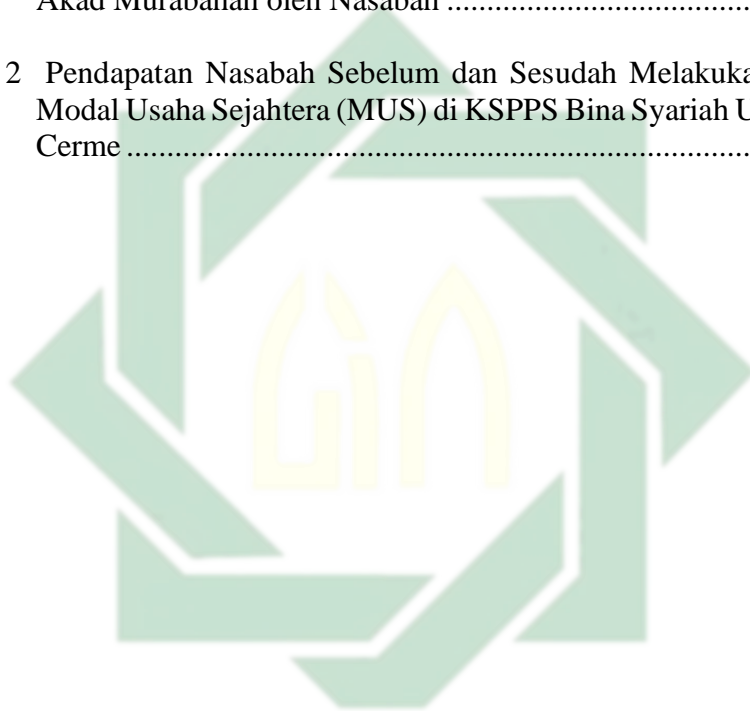 Akad Murabahah oleh Nasabah ....................................
2 Pendapatan Nasabah Sebelum dan Sesudah
Modal Usaha Sejahtera (MUS) di KSPPS Bina Syariah
Cerme ............................................................................